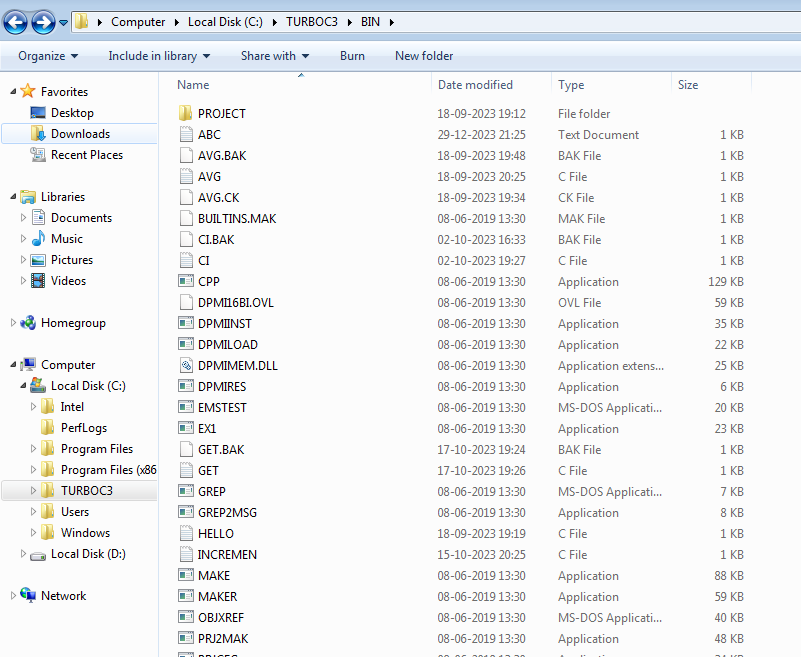 Computer Local Disk (C:) TURBOC3 BIN
Organize Include in library Share with Burn New folder
Favorites
Desktop
Downloads
Recent Places
Libraries
Documents
Music
Pictures
Videos
Homegroup
Computer
Local Disk (C:)
Intel
PerfLogs
Program Files
Program Files (x86
TURBOC3
Users
Windows
Local Disk (D:)
Network
Name Date modified Type Size
PROJECT 18-09-2023 19:12 File folder
ABC 29-12-2023 21:25 Text Document 1 KB
AVG.BAK 18-09-2023 19:48 BAK File 1 KB
AVG 18-09-2023 20:25 C File 1 KB
AVG.CK 18-09-2023 19:34 CK File 1 KB
BUILTINS.MAK 08-06-2019 13:30 MAK File 1 KB
CI.BAK 02-10-2023 16:33 BAK File 1 KB
CI 02-10-2023 19:27 C File 1 KB
CPP 08-06-2019 13:30 Application 129 KB
DPMI16BI.OVL 08-06-2019 13:30 OVL File 59 KB
DPMIINST 08-06-2019 13:30 Application 35 KB
DPMILOAD 08-06-2019 13:30 Application 22 KB
DPMIMEM.DLL 08-06-2019 13:30 Application extens... 25 KB
DPMIRES 08-06-2019 13:30 Application 6 KB
EMSTEST 08-06-2019 13:30 MS-DOS Applicati... 20 KB
EX1 08-06-2019 13:30 Application 23 KB
GET.BAK 17-10-2023 19:24 BAK File 1 KB
GET 17-10-2023 19:26 C File 1 KB
GREP 08-06-2019 13:30 MS-DOS Applicati... 7 KB
GREP2MSG 08-06-2019 13:30 Application 8 KB
HELLO 18-09-2023 19:19 C File 1 KB
INCREMEN 15-10-2023 20:25 C File 1 KB
MAKE 08-06-2019 13:30 Application 88 KB
MAKER 08-06-2019 13:30 Application 59 KB
OBJXREF 08-06-2019 13:30 MS-DOS Applicati... 40 KB
PRJ2MAK 08-06-2019 13:30 Application 48 KB